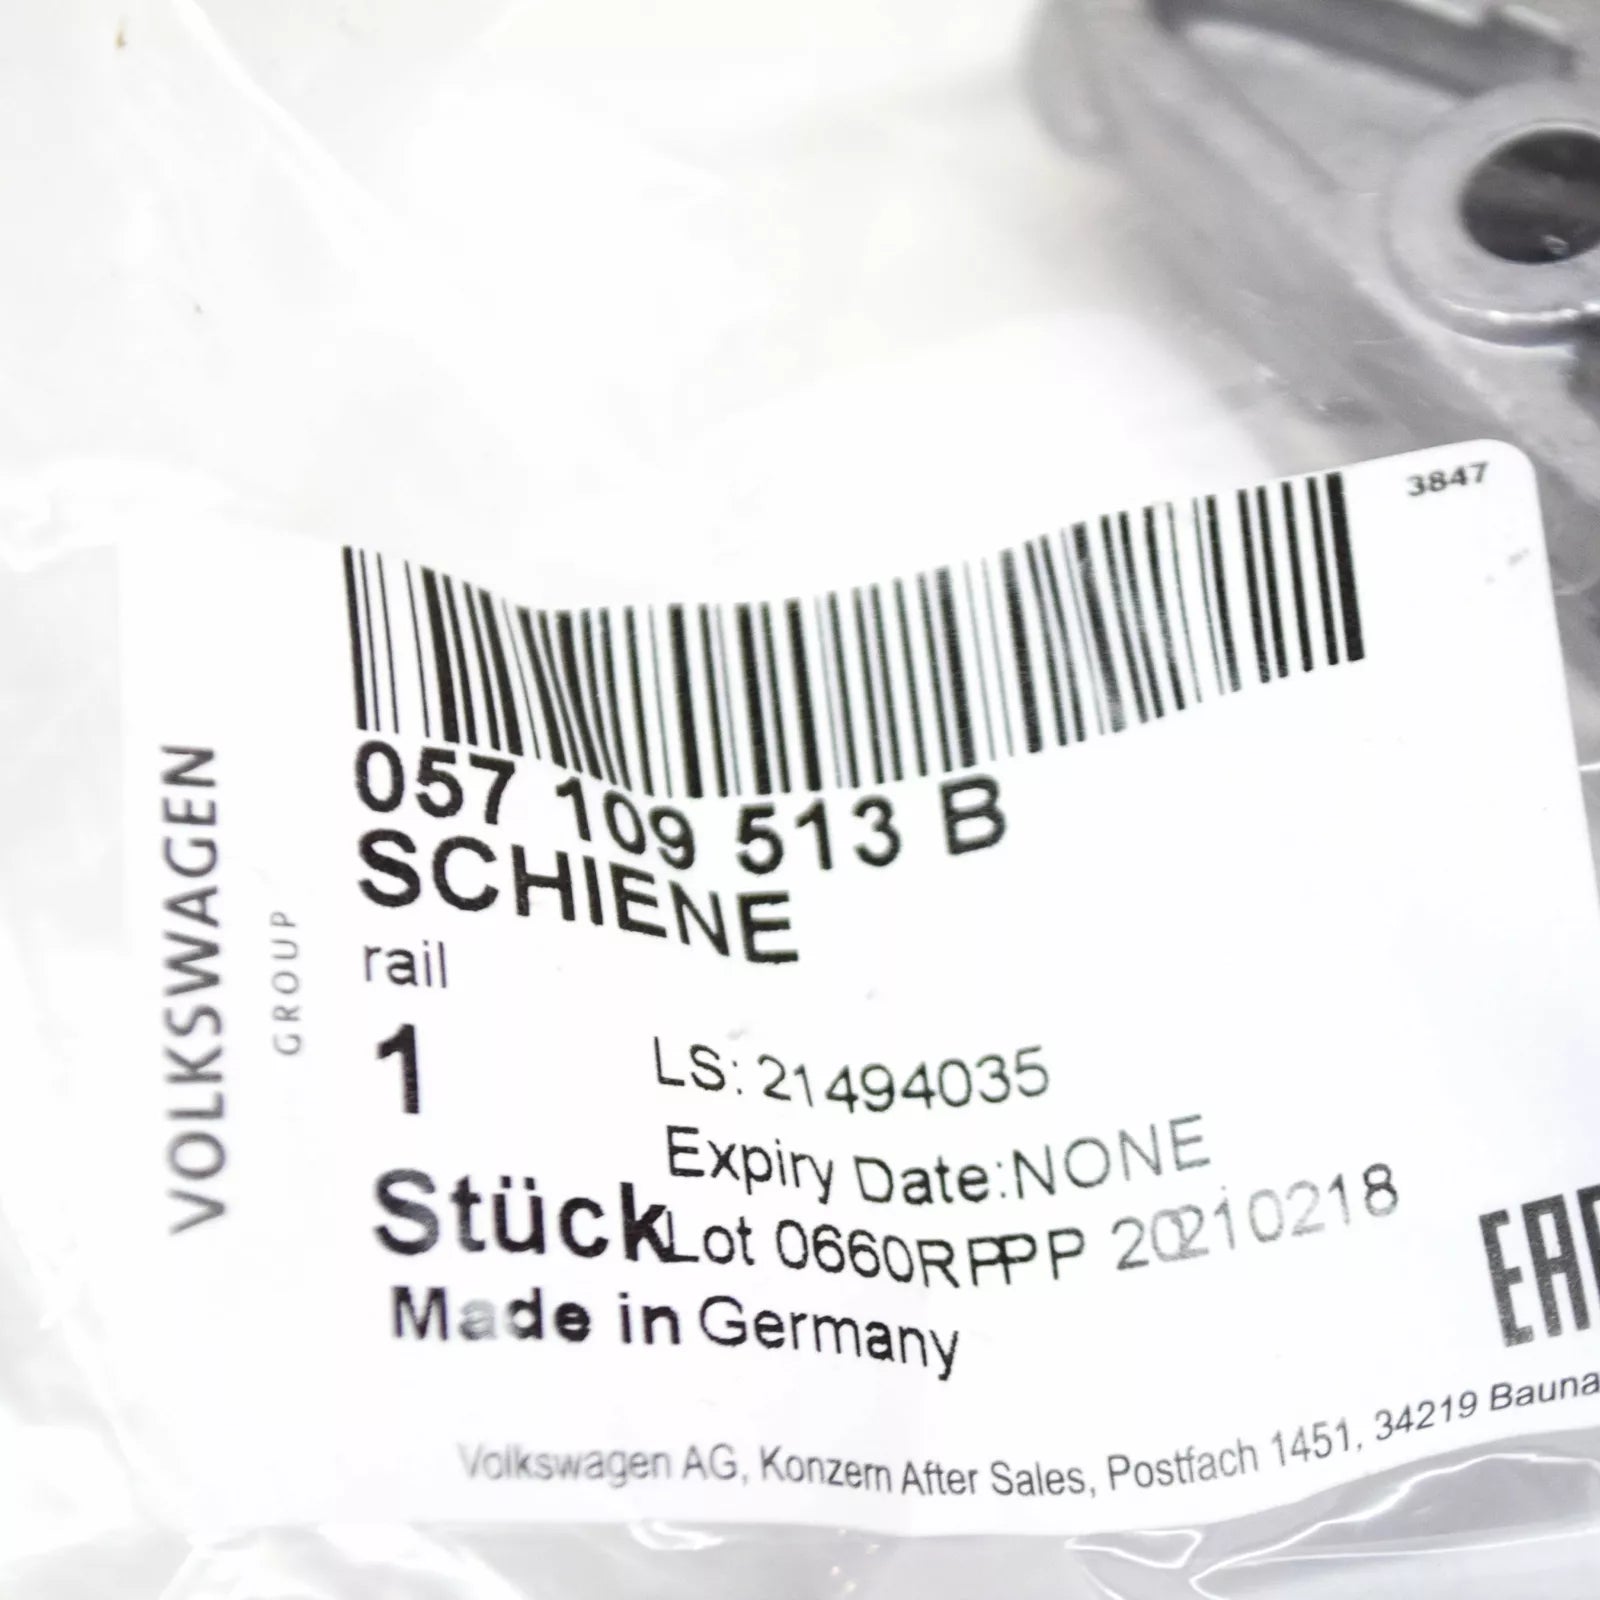 3847
057 109 513 B
SCHIENE
rail
1
LS: 21494035
Expiry Date:NONE
Stück
Lot 0660RPPP 20210218
Made in Germany
VOLKSWAGEN
GROUP
EAC
Volkswagen AG, Konzern After Sales, Postfach 1451, 34219 Bauna